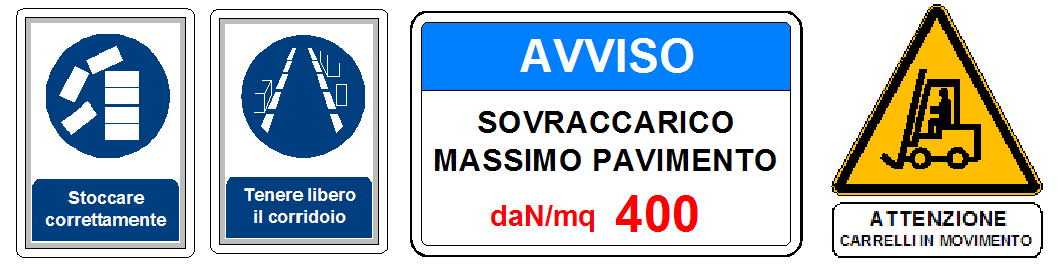 Stoccare
correttamente
Tenere libero
il corridoio
AVVISO
SOVRACCARICO
MASSIMO PAVIMENTO
daN/mq 400
ATTENZIONE
CARRELLI IN MOVIMENTO